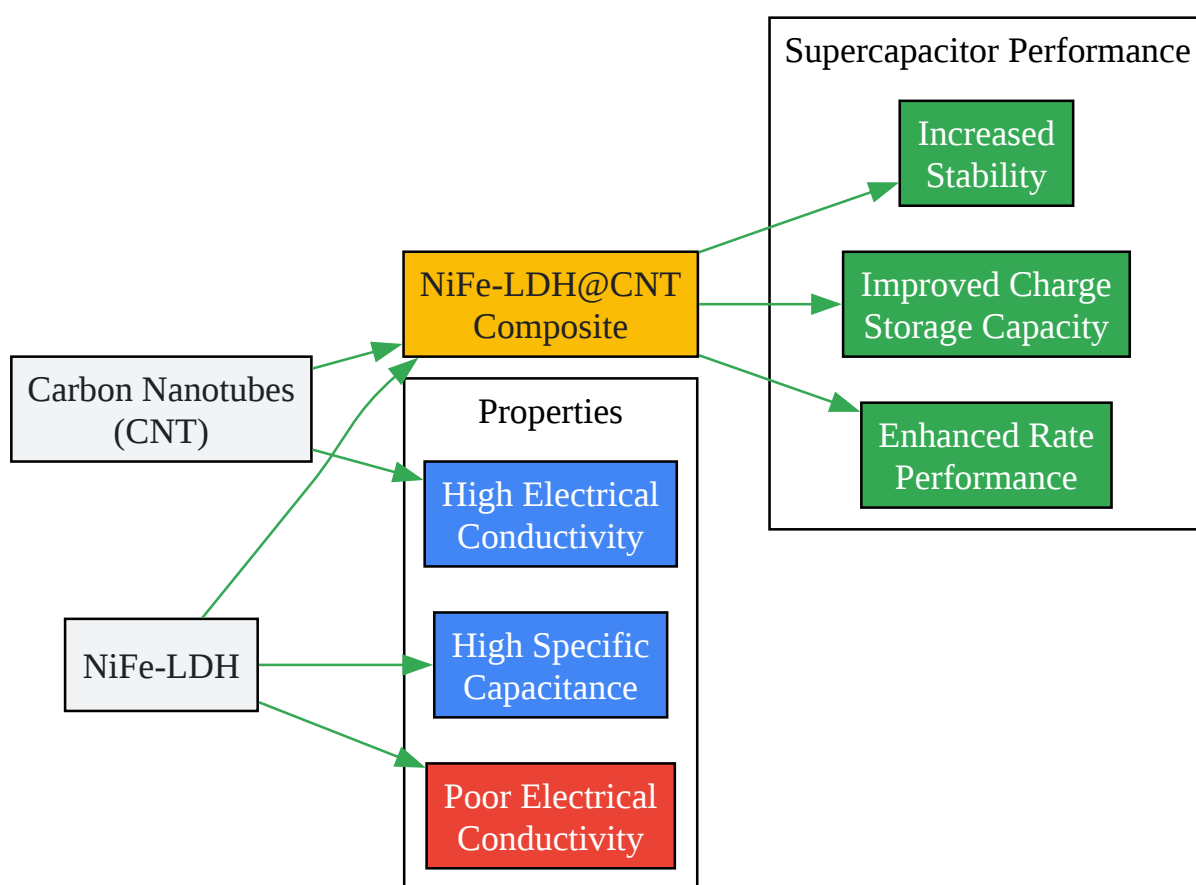 Supercapacitor Performance
Increased
Stability
NiFe-LDH@CNT
Composite
Improved Charge
Storage Capacity
Carbon Nanotubes
(CNT)
Properties
Enhanced Rate
Performance
High Electrical
Conductivity
NiFe-LDH
High Specific
Capacitance
Poor Electrical
Conductivity